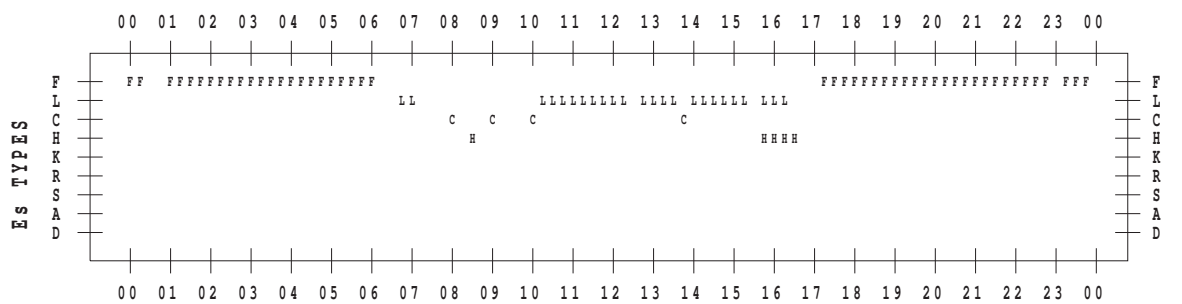 00 01 02 03 04 05 06 07 08 09 10 11 12 13 14 15 16 17 18 19 20 21 22 23 00
F FF FFFFFFFFFFFFFFFFFFFFF FFFFFFFFFFFFFFFFFFFFFFF FFF F
L LL LLLLLLLLL LLLL LLLLLL LLL L
C C C C C C
H H HHHH H
K K
R R
S S
A A
D D
Es TYPES
00 01 02 03 04 05 06 07 08 09 10 11 12 13 14 15 16 17 18 19 20 21 22 23 00